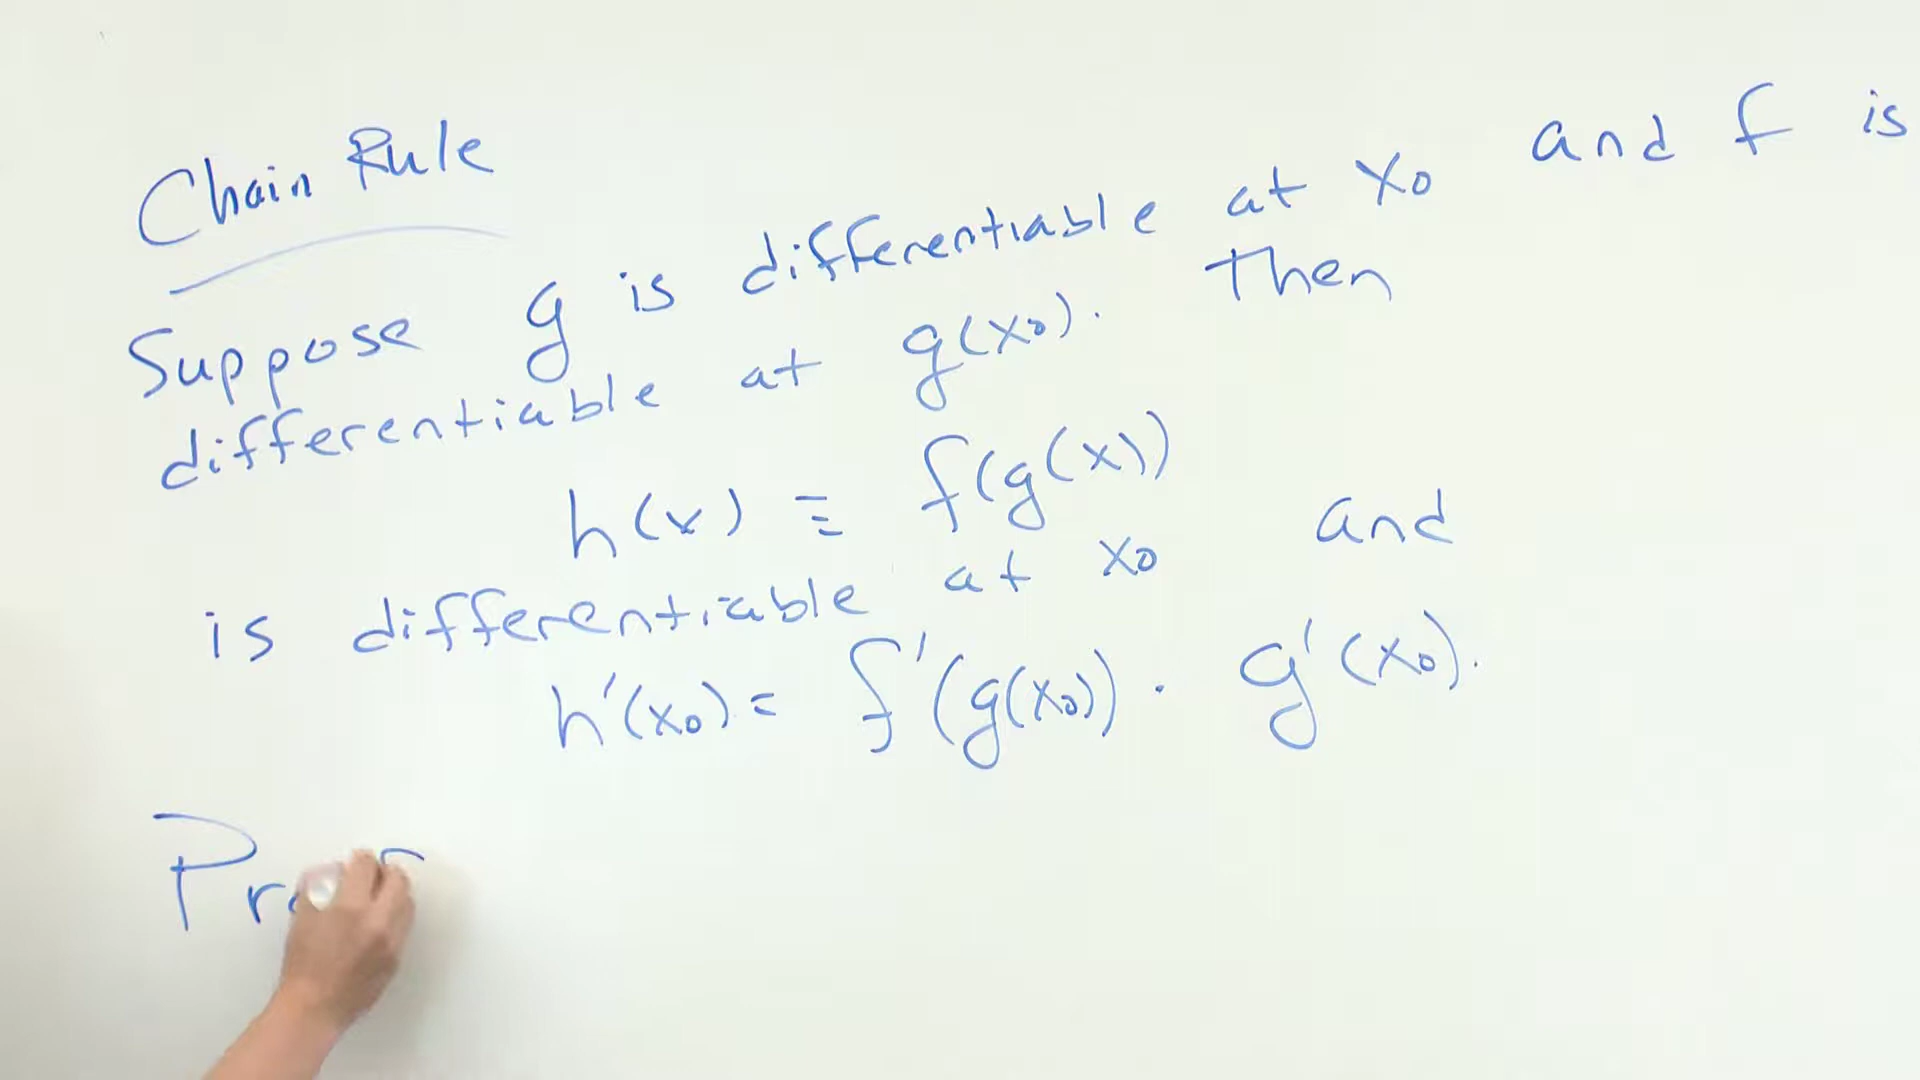 Chain Rule
Suppose g is differentiable at x₀ and f is
differentiable at g(x₀). Then
h(x) ≡ f(g(x))
is differentiable at x₀ and
h'(x₀) = f'(g(x₀)) · g'(x₀).